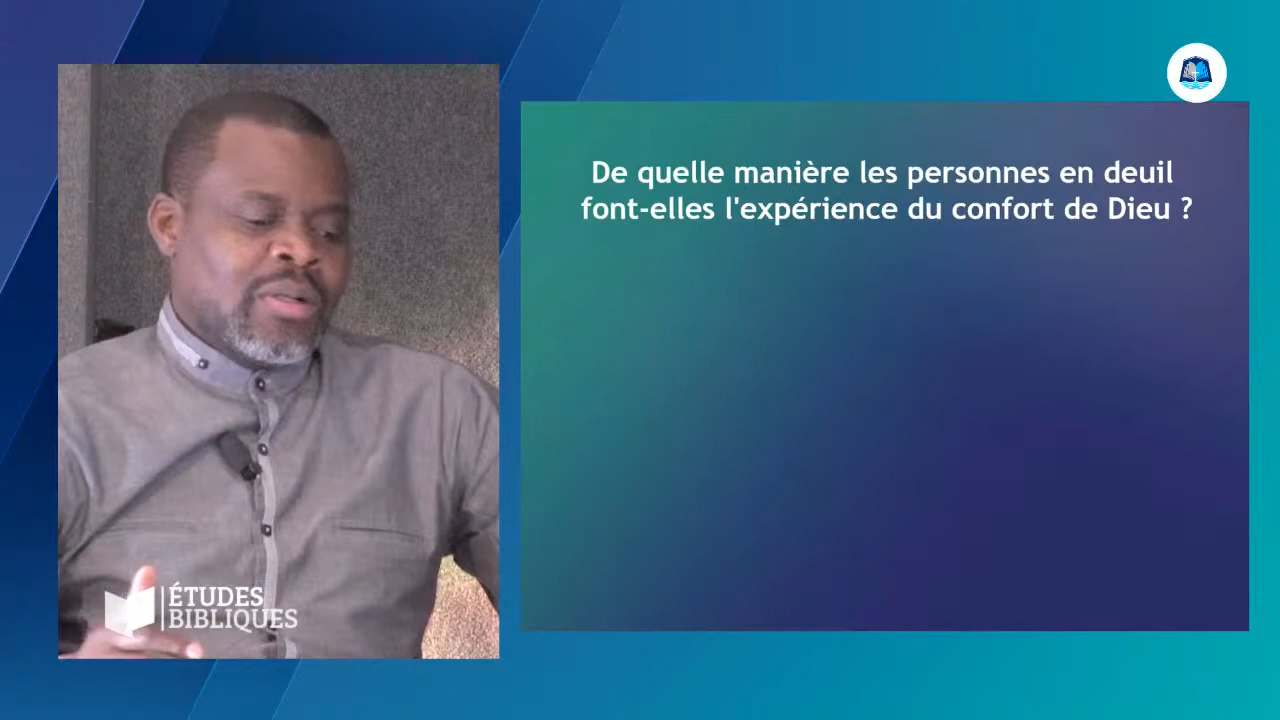 De quelle manière les personnes en deuil
font-elles l'expérience du confort de Dieu ?
ÉTUDES
BIBLIQUES